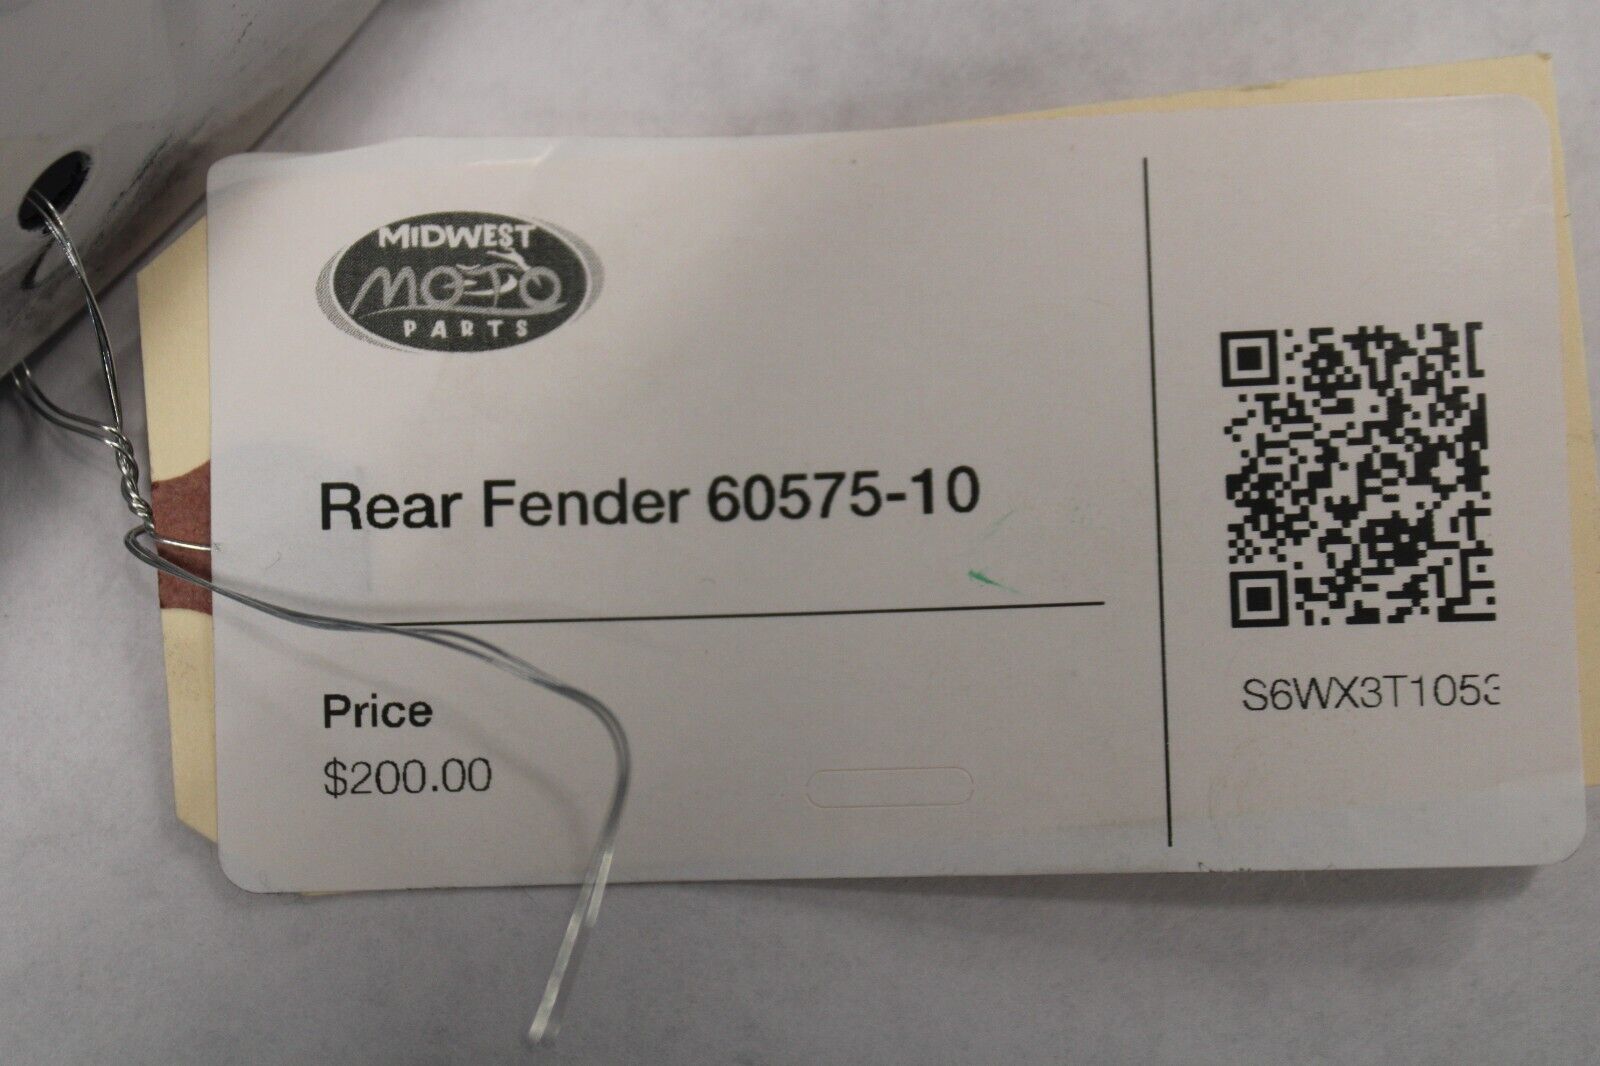 MIDWEST
MOTO
PARTS
Rear Fender 60575-10
Price
$200.00
S6WX3T1053